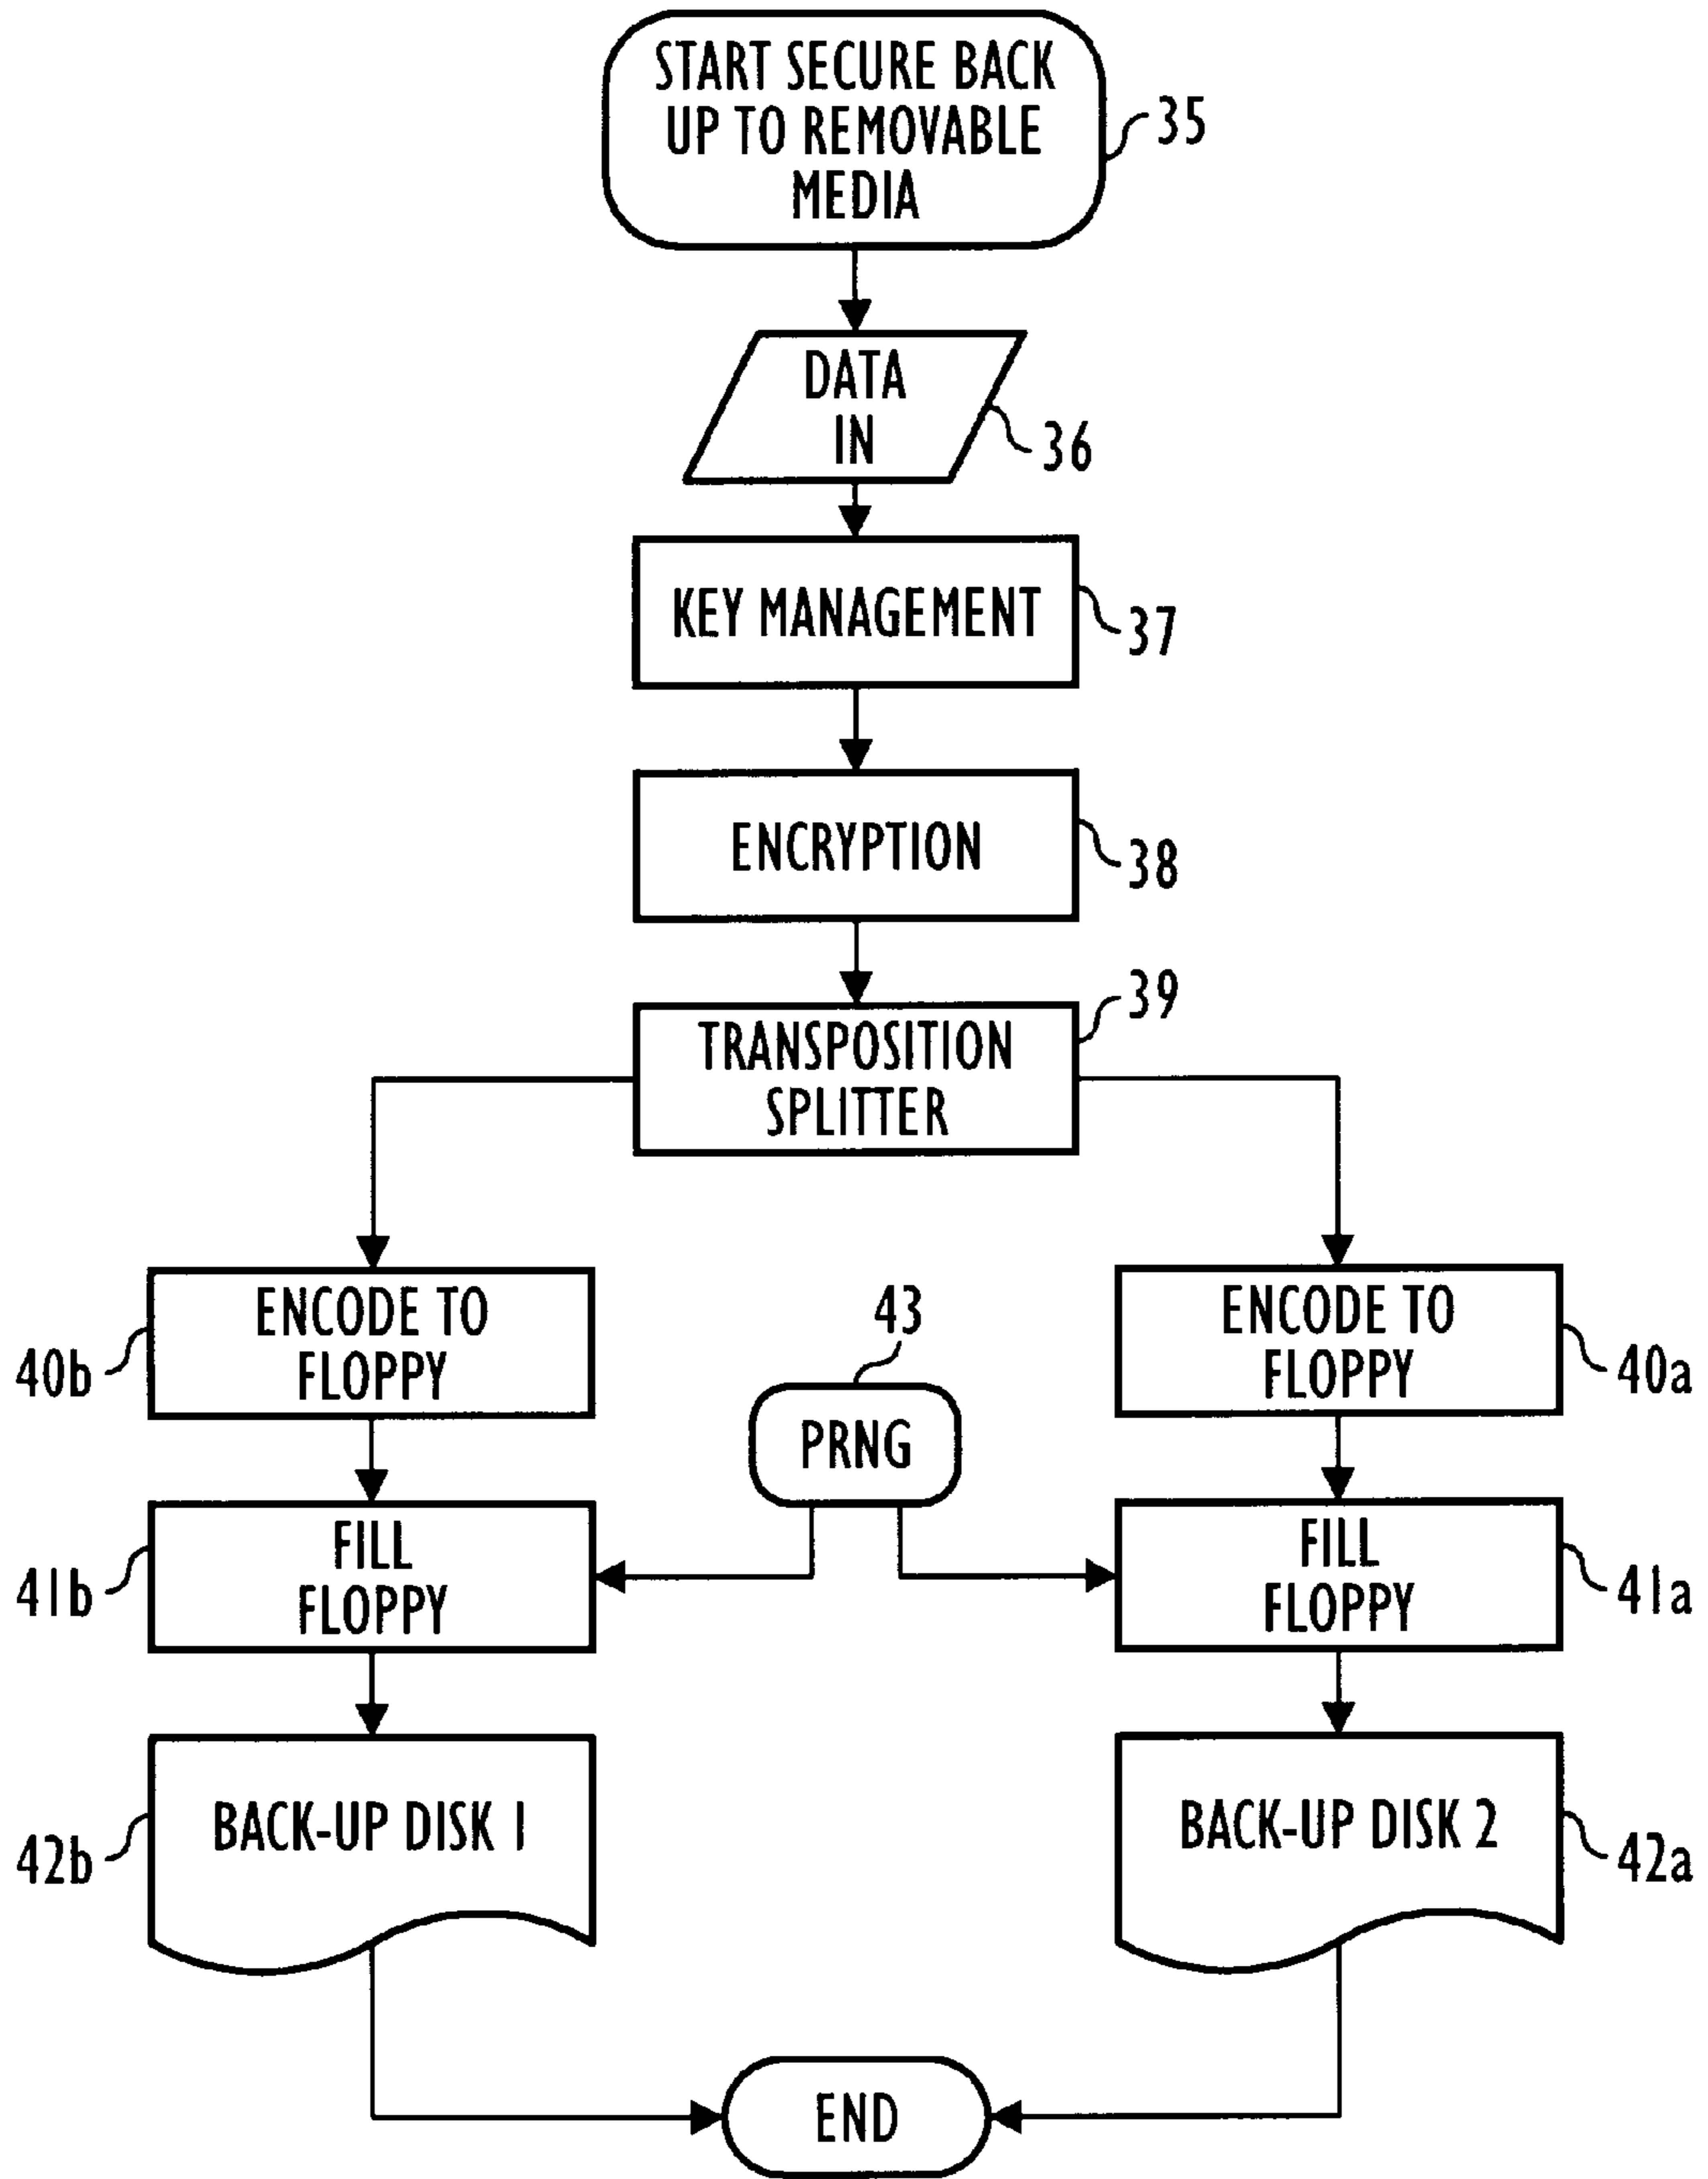 START SECURE BACK
UP TO REMOVABLE
MEDIA
35
DATA
IN
36
KEY MANAGEMENT
37
ENCRYPTION
38
39
TRANSPOSITION
SPLITTER
ENCODE TO
FLOPPY
40b
43
PRNG
ENCODE TO
FLOPPY
40a
FILL
FLOPPY
41b
FILL
FLOPPY
41a
BACK-UP DISK 1
42b
BACK-UP DISK 2
42a
END